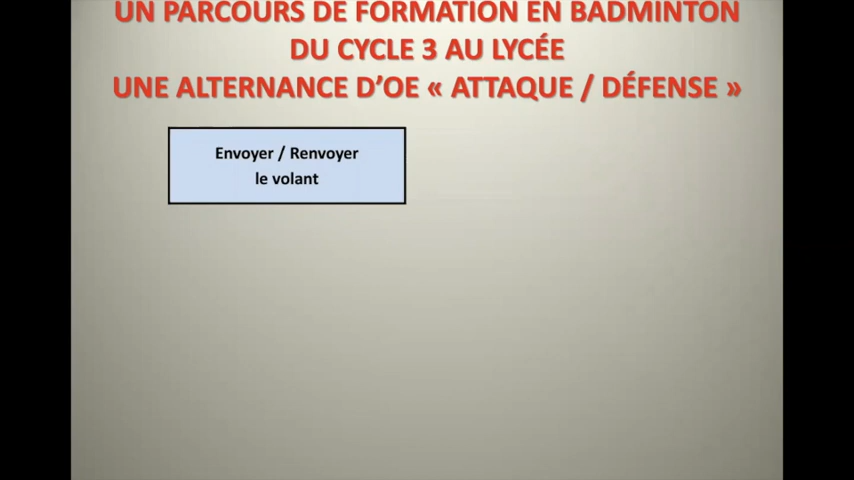 UN PARCOURS DE FORMATION EN BADMINTON
DU CYCLE 3 AU LYCÉE
UNE ALTERNANCE D'OE « ATTAQUE / DÉFENSE »
Envoyer / Renvoyer
le volant